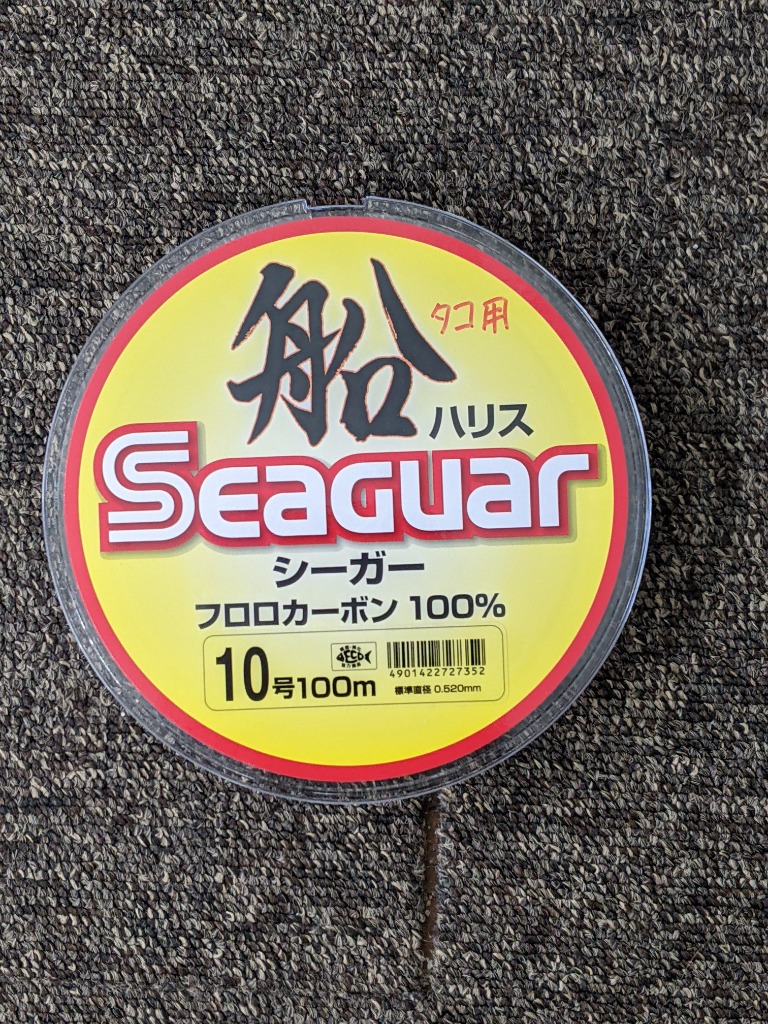 船
タコ用
ハリス
Seaguar
シーガー
フロロカーボン 100%
10号100m
ECO
4901422727352
標準直径 0.520mm